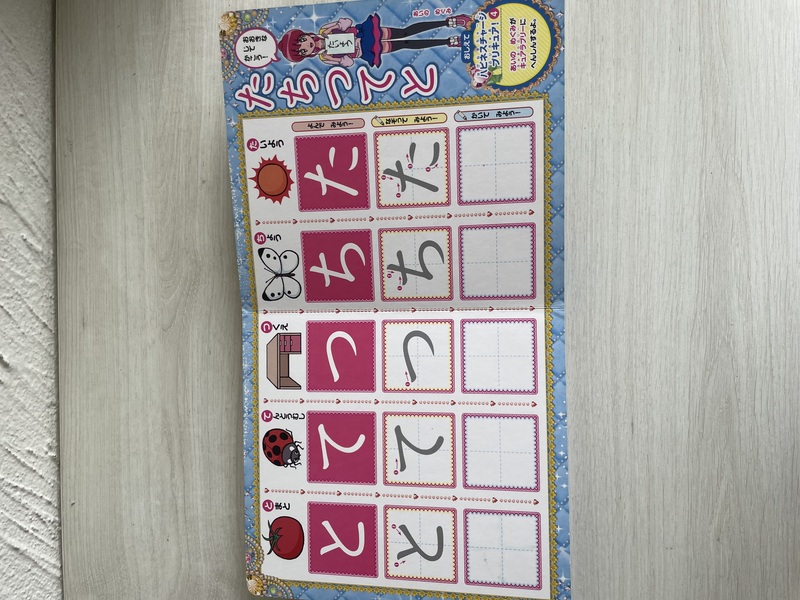 おおきな
じで
かこう!
たちつてと
たいよう
あいの めぐみ
おしえて
ハピネスチャージ
プリキュア! 4
あいの めぐみが
キュアラブリーに
へんしんするよ。
よんで みよう!
なぞって みよう!
かいて みよう!
たいよう
た
た
ちょう
ち
ち
つくえ
つ
つ
てんとうむし
て
て
とまと
と
と